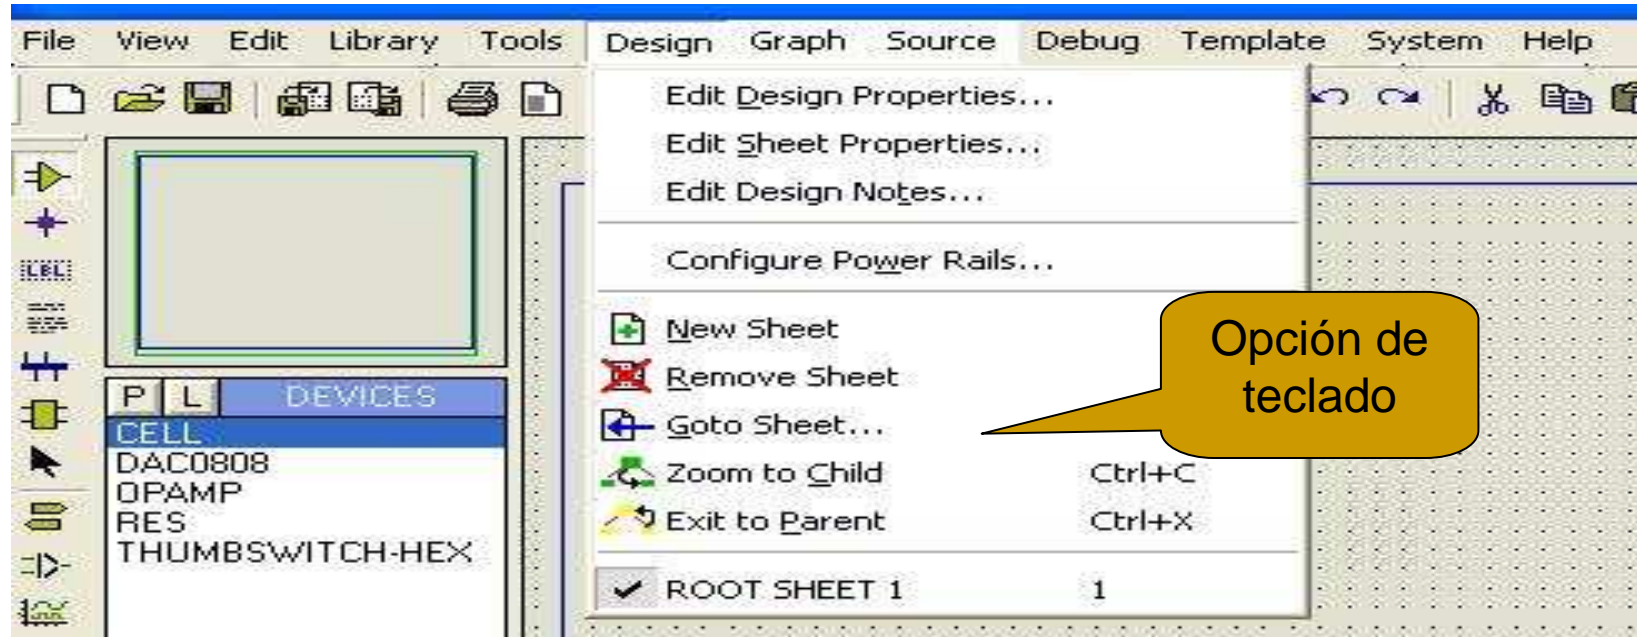 File View Edit Library Tools Design Graph Source Debug Template System Help
Edit Design Properties...
Edit Sheet Properties...
Edit Design Notes...
Configure Power Rails...
New Sheet
Remove Sheet
Goto Sheet...
Zoom to Child Ctrl+C
Exit to Parent Ctrl+X
ROOT SHEET 1 1
Opción de
teclado
LBL
P L DEVICES
CELL
DAC0808
OPAMP
RES
THUMBSWITCH-HEX